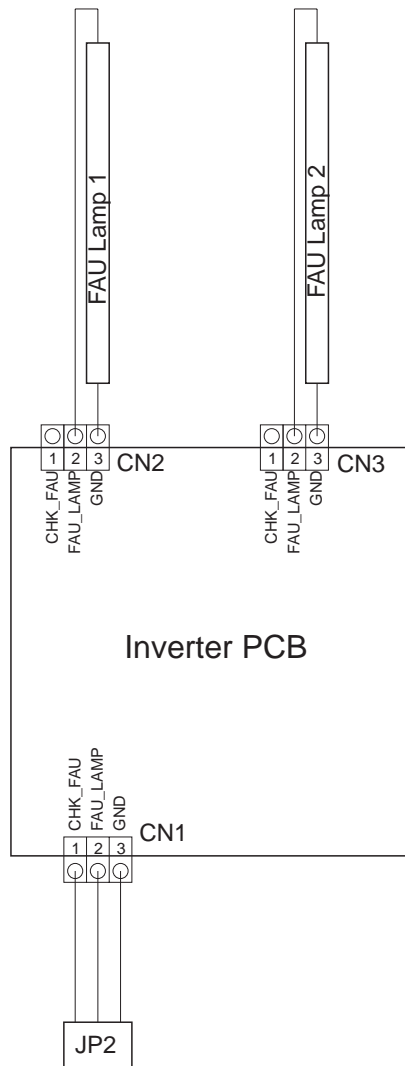 FAU Lamp 1
FAU Lamp 2
1 2 3 CN2
CHK_FAU
FAU_LAMP
GND
1 2 3 CN3
CHK_FAU
FAU_LAMP
GND
Inverter PCB
CHK_FAU
FAU_LAMP
GND
1 2 3 CN1
JP2